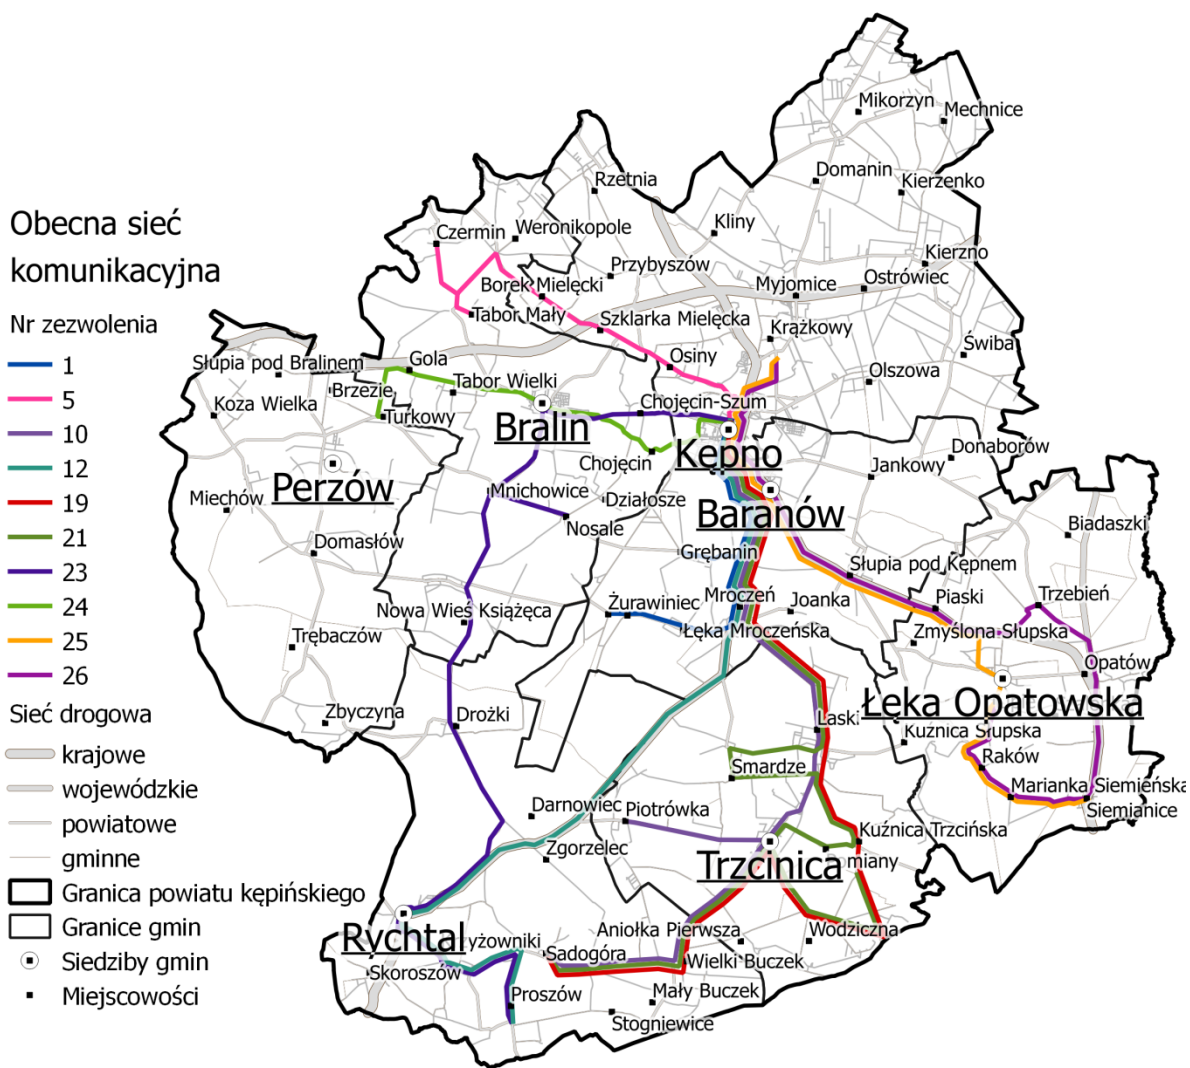 Obecna sieć
komunikacyjna
Nr zezwolenia
1
5
10
12
19
21
23
24
25
26
Sieć drogowa
krajowe
wojewódzkie
powiatowe
gminne
Granica powiatu kępińskiego
Granice gmin
Siedziby gmin
Miejscowości
Mikorzyn
Mechnice
Domanin
Kierzenko
Rzetnia
Kliny
Weronikopole
Czermin
Kierzno
Przybyszów
Ostrówiec
Myjomice
Borek Mielęcki
Tabor Mały
Szklarka Mielęcka
Krążkowy
Świba
Osiny
Olszowa
Słupia pod Bralinem
Gola
Brzezie
Tabor Wielki
Koza Wielka
Turkowy
Chojęcin-Szum
Bralin
Kępno
Donaborów
Chojęcin
Jankowy
Perzów
Miechów
Mnichowice
Działosze
Baranów
Nosale
Biadaszki
Domasłów
Grębanin
Słupia pod Kępnem
Nowa Wieś Książęca
Żurawiniec
Mroczeń
Joanka
Piaski
Trzebień
Trębaczów
Łęka Mroczeńska
Zmyślona Słupska
Opatów
Łęka Opatowska
Zbyczyna
Drożki
Laski
Kuźnica Słupska
Smardze
Raków
Marianka Siemieńska
Siemianice
Darnowiec
Piotrówka
Kuźnica Trzcińska
Zgorzelec
Trzcinica
omiany
Rychtal
yżowniki
Aniołka Pierwsza
Wodziczna
Sadogóra
Wielki Buczek
Skoroszów
Proszów
Mały Buczek
Stogniewice